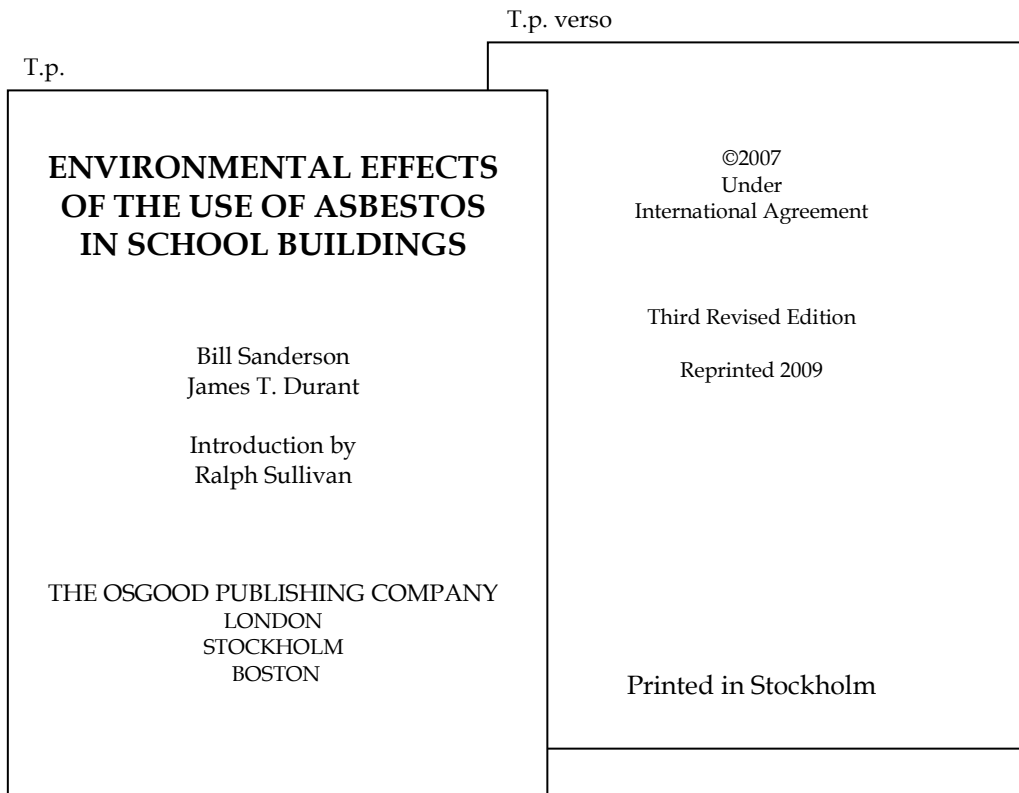 T.p.
ENVIRONMENTAL EFFECTS
OF THE USE OF ASBESTOS
IN SCHOOL BUILDINGS
Bill Sanderson
James T. Durant
Introduction by
Ralph Sullivan
THE OSGOOD PUBLISHING COMPANY
LONDON
STOCKHOLM
BOSTON
T.p. verso
©2007
Under
International Agreement
Third Revised Edition
Reprinted 2009
Printed in Stockholm